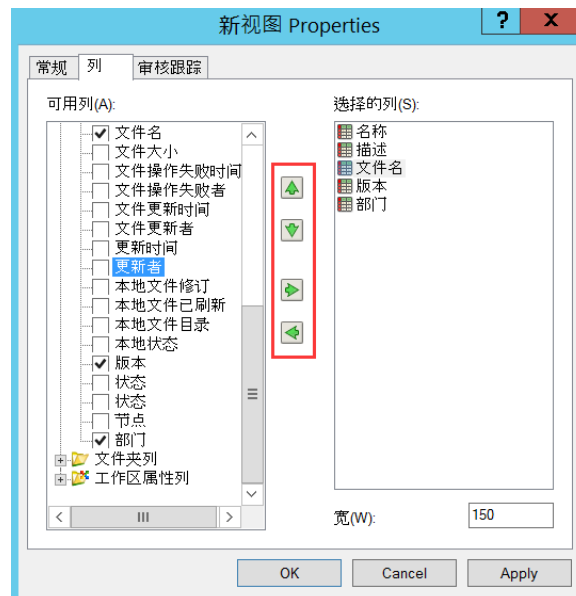 新视图 Properties
? X
常规 列 审核跟踪
可用列(A):
文件名
文件大小
文件操作失败时间
文件操作失败者
文件更新时间
文件更新者
更新时间
更新者
本地文件修订
本地文件已刷新
本地文件目录
本地状态
版本
状态
状态
节点
部门
文件夹列
工作区属性列
选择的列(S):
名称
描述
文件名
版本
部门
宽(W): 150
OK Cancel Apply